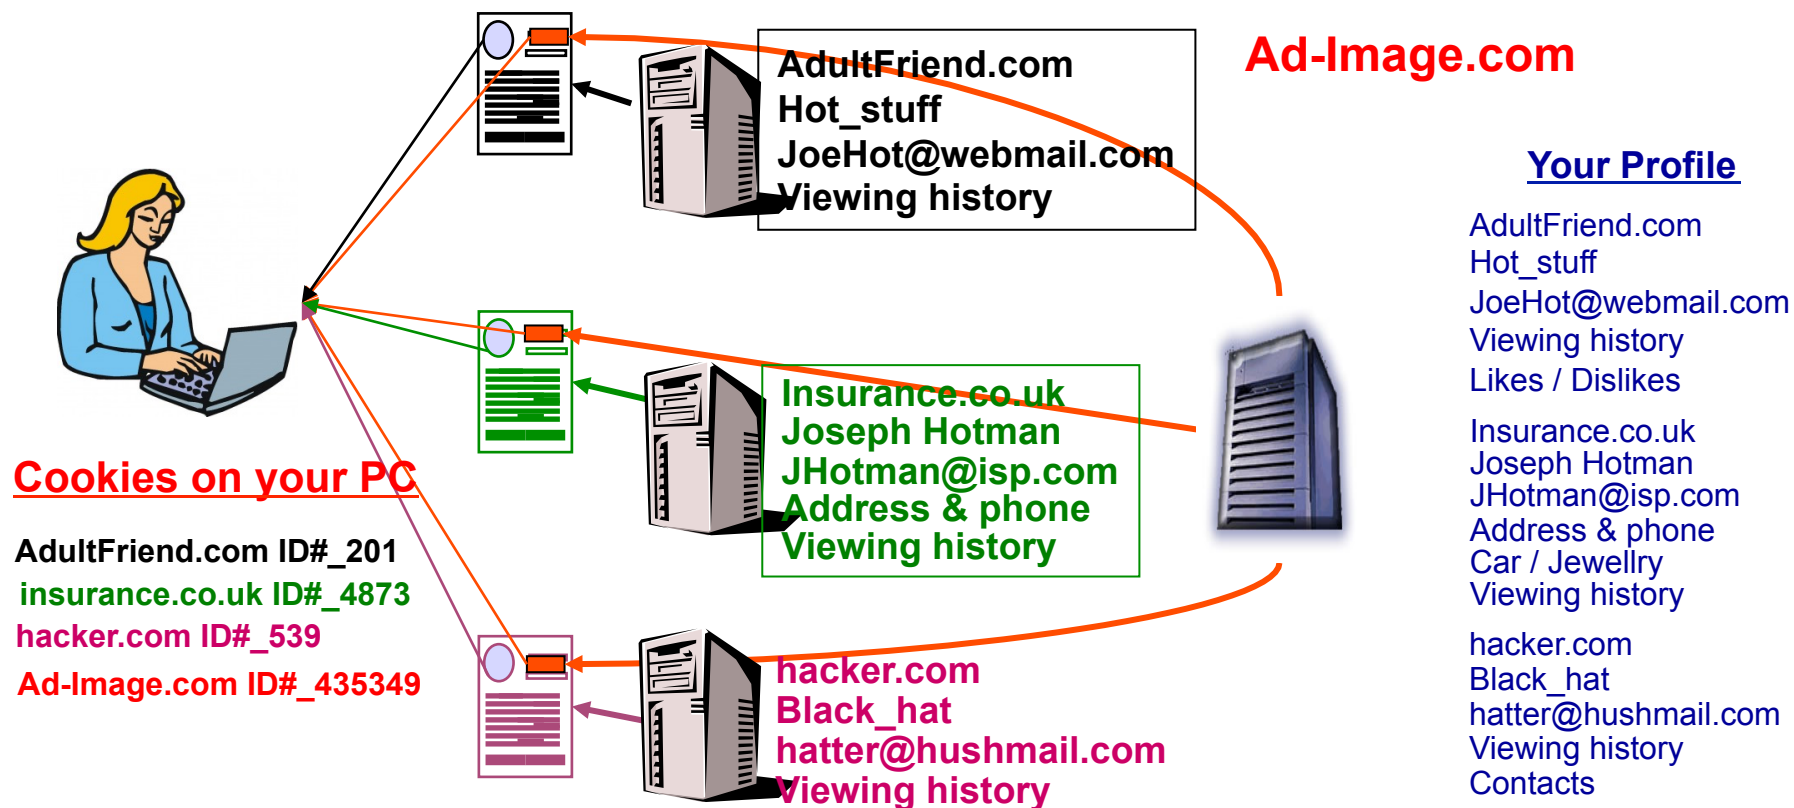 AdultFriend.com
Hot_stuff
JoeHot@webmail.com
Viewing history
Ad-Image.com
Insurance.co.uk
Joseph Hotman
JHotman@isp.com
Address & phone
Viewing history
hacker.com
Black_hat
hatter@hushmail.com
Viewing history
Cookies on your PC
AdultFriend.com ID#_201
insurance.co.uk ID#_4873
hacker.com ID#_539
Ad-Image.com ID#_435349
Your Profile
AdultFriend.com
Hot_stuff
JoeHot@webmail.com
Viewing history
Likes / Dislikes
Insurance.co.uk
Joseph Hotman
JHotman@isp.com
Address & phone
Car / Jewellry
Viewing history
hacker.com
Black_hat
hatter@hushmail.com
Viewing history
Contacts